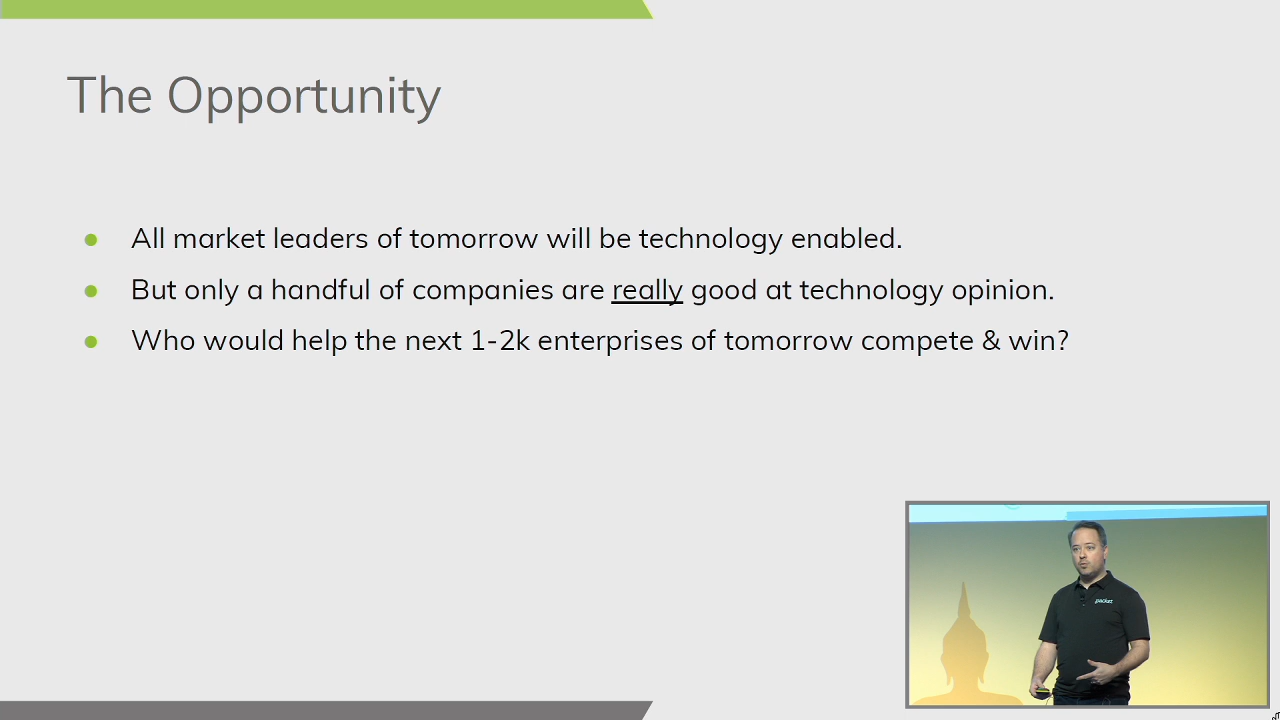 The Opportunity
All market leaders of tomorrow will be technology enabled.
But only a handful of companies are really good at technology opinion.
Who would help the next 1-2k enterprises of tomorrow compete & win?
packet